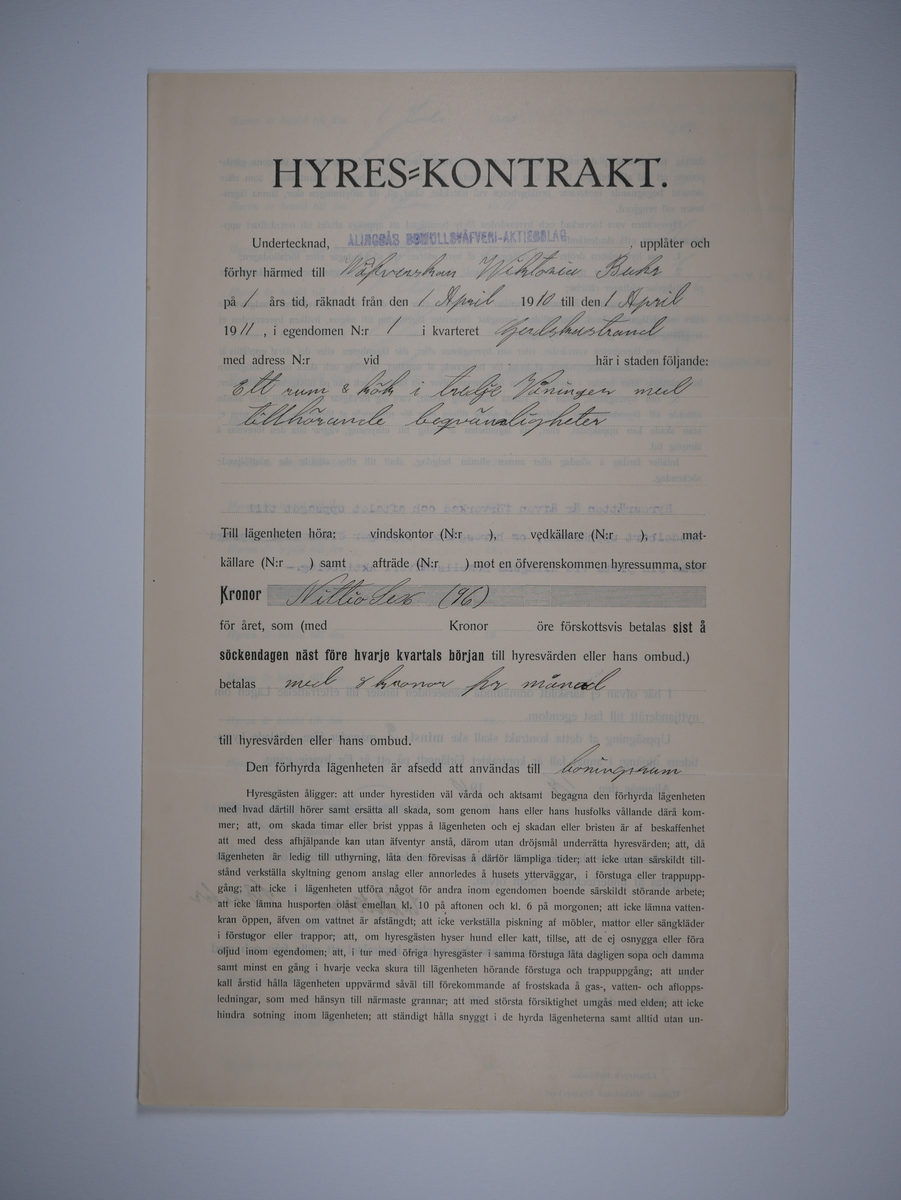 HYRES=KONTRAKT.
Undertecknad, ALINGSÅS BOMULLSVÄFVERI-AKTIEBOLAG, upplåter och
förhyr härmed till Väfverskan Wiktoria Buhr
på 1 års tid, räknadt från den 1 April 1910 till den 1 April
1911, i egendomen N:r 1 i kvarteret Gerdskastrand
med adress N:r vid här i staden följande:
Ett rum & kök i tredje Våningen med
tillhörande beqvämligheter
Till lägenheten höra: vindskontor (N:r ), vedkällare (N:r ), mat-
källare (N:r ) samt afträde (N:r ) mot en öfverenskommen hyressumma, stor
Kronor Nittio Sex (96)
för året, som (med Kronor öre förskottsvis betalas sist å
söckendagen näst före hvarje kvartals början till hyresvärden eller hans ombud.)
betalas med 8 kronor pr månad
till hyresvärden eller hans ombud.
Den förhyrda lägenheten är afsedd att användas till boningsrum
Hyresgästen åligger: att under hyrestiden väl vårda och aktsamt begagna den förhyrda lägenheten
med hvad därtill hörer samt ersätta all skada, som genom hans eller hans husfolks vållande därå kom-
mer; att, om skada timar eller brist yppas å lägenheten och ej skadan eller bristen är af beskaffenhet
att med dess afhjälpande kan utan äfventyr anstå, därom utan dröjsmål underrätta hyresvärden; att, då
lägenheten är ledig till uthyrning, låta den förevisas å därför lämpliga tider; att icke utan särskildt till-
stånd verkställa skyltning genom anslag eller annorledes å husets ytterväggar, i förstuga eller trappupp-
gång; att icke i lägenheten utföra något för andra inom egendomen boende särskildt störande arbete;
att icke lämna husporten olåst emellan kl. 10 på aftonen och kl. 6 på morgonen; att icke lämna vatten-
kran öppen, äfven om vattnet är afstängdt; att icke verkställa piskning af möbler, mattor eller sängkläder
i förstugor eller trappor; att, om hyresgästen hyser hund eller katt, tillse, att de ej osnygga eller föra
oljud inom egendomen; att, i tur med öfriga hyresgäster i samma förstuga låta dagligen sopa och damma
samt minst en gång i hvarje vecka skura till lägenheten hörande förstuga och trappuppgång; att under
kall årstid hålla lägenheten uppvärmd såväl till förekommande af frostskada å gas-, vatten- och aflopps-
ledningar, som med hänsyn till närmaste grannar; att med största försiktighet umgås med elden; att icke
hindra sotning inom lägenheten; att ständigt hålla snyggt i de hyrda lägenheterna samt alltid utan un-